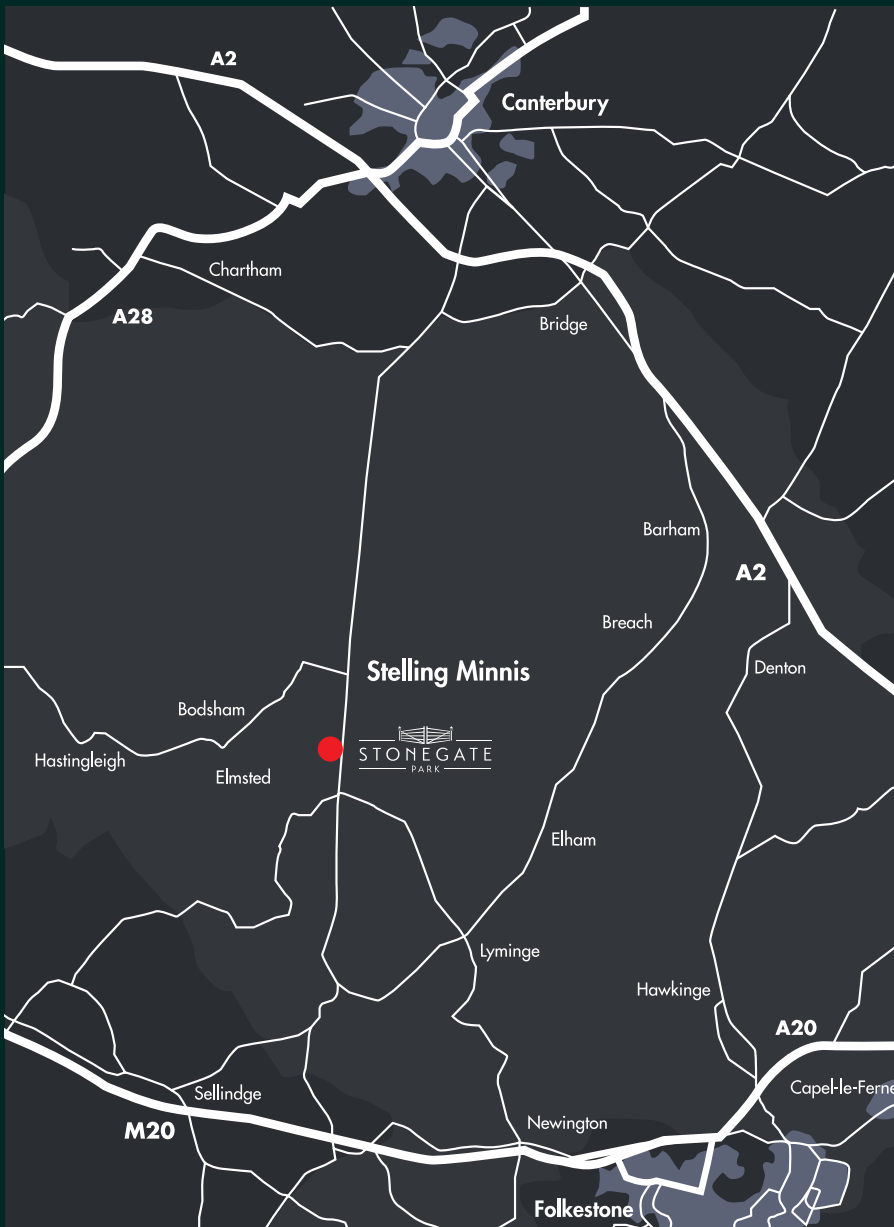 A2
Canterbury
Chartham
A28
Bridge
Barham
A2
Breach
Stelling Minnis
Denton
Bodsham
STONEGATE
PARK
Hastingleigh
Elmsted
Elham
Lyminge
Hawkinge
A20
Sellindge
Capel-le-Ferne
M20
Newington
Folkestone